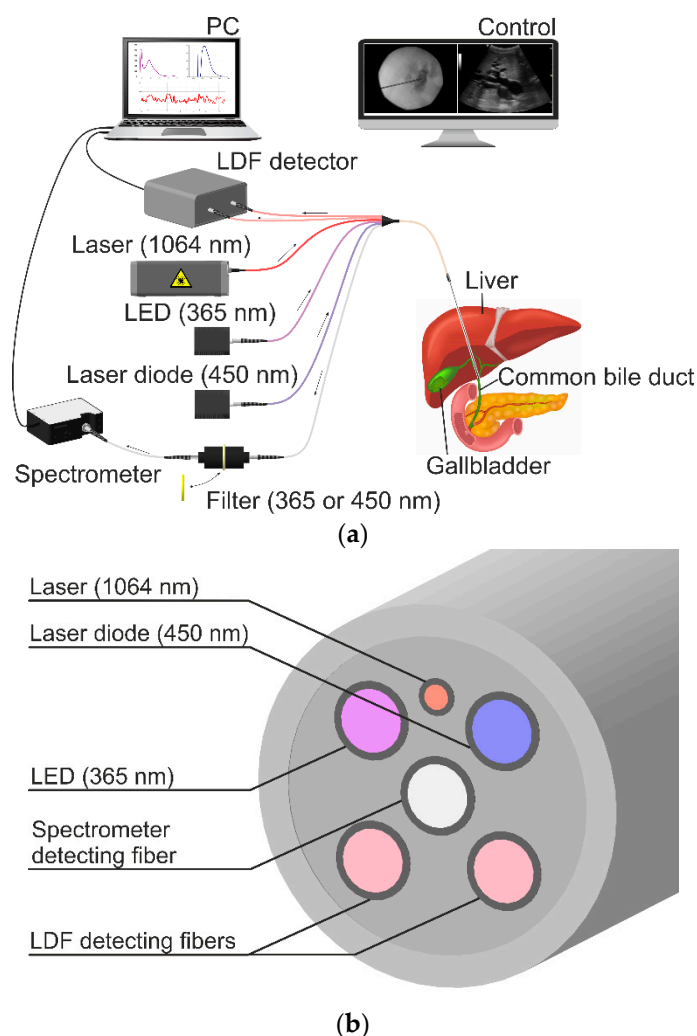 PC
Control
LDF detector
Laser (1064 nm)
LED (365 nm)
Liver
Laser diode (450 nm)
Common bile duct
Gallbladder
Spectrometer
Filter (365 or 450 nm)
(a)
Laser (1064 nm)
Laser diode (450 nm)
LED (365 nm)
Spectrometer
detecting fiber
LDF detecting fibers
(b)